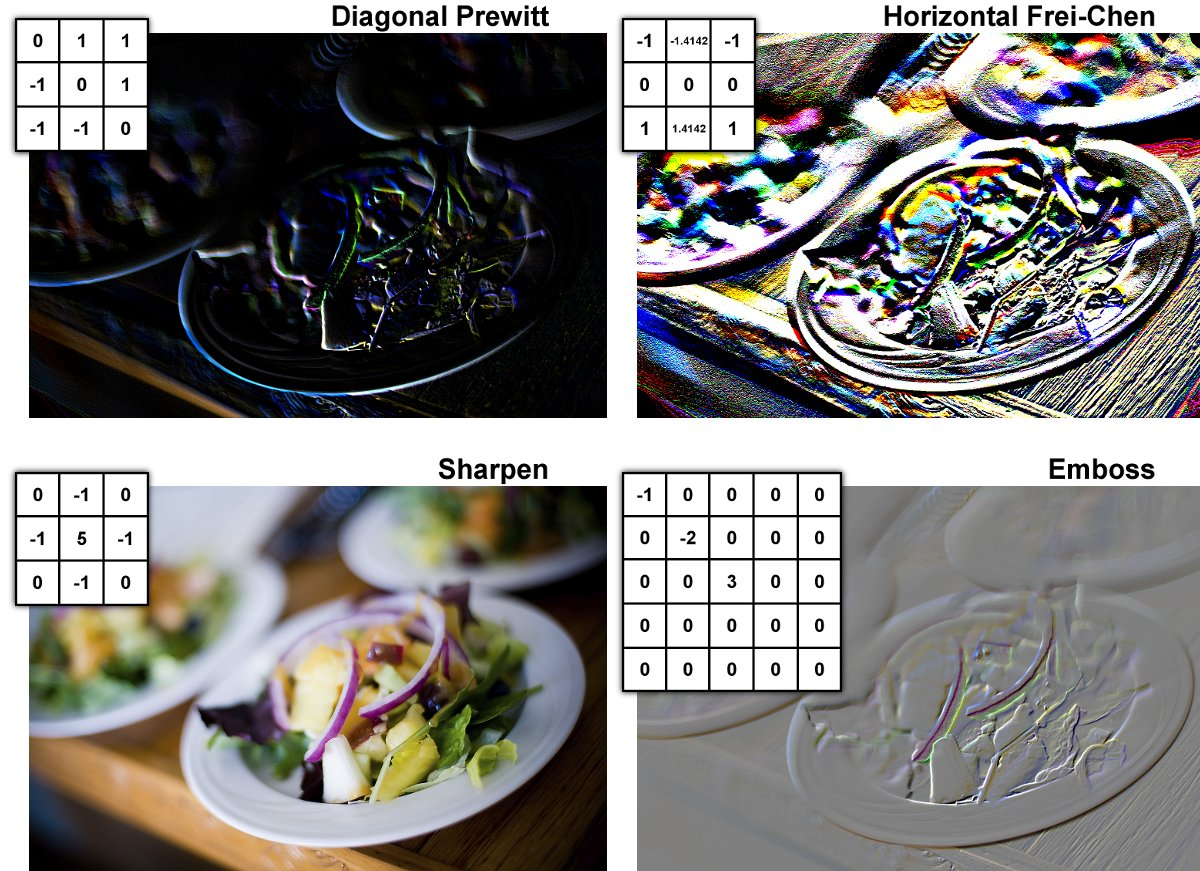 Diagonal Prewitt
0 1 1
-1 0 1
-1 -1 0
Horizontal Frei-Chen
-1 -1.4142 -1
0 0 0
1 1.4142 1
Sharpen
0 -1 0
-1 5 -1
0 -1 0
Emboss
-1 0 0 0 0
0 -2 0 0 0
0 0 3 0 0
0 0 0 0 0
0 0 0 0 0